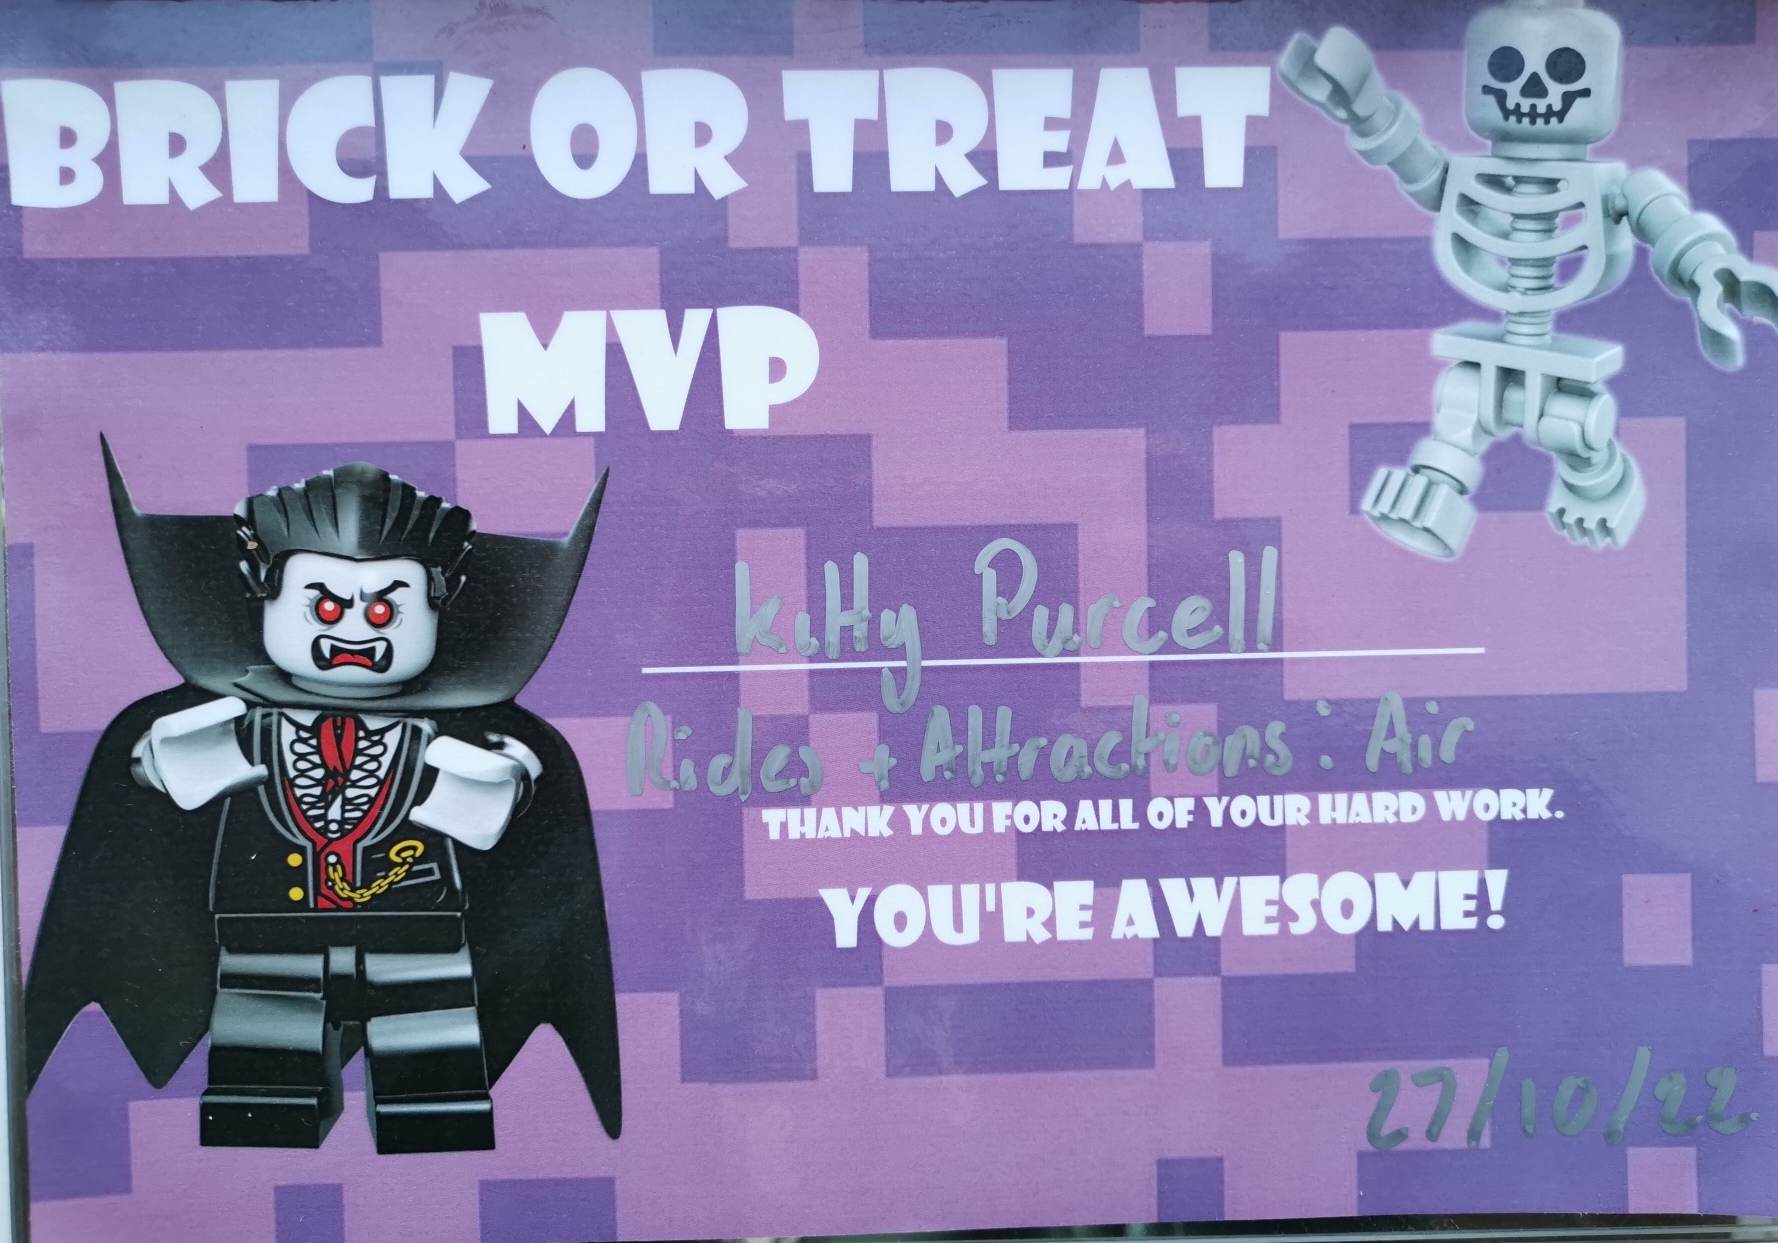 BRICK OR TREAT
MVP
Kitty Purcell
Rides + Attractions: Air
THANK YOU FOR ALL OF YOUR HARD WORK.
YOU'RE AWESOME!
27/10/22